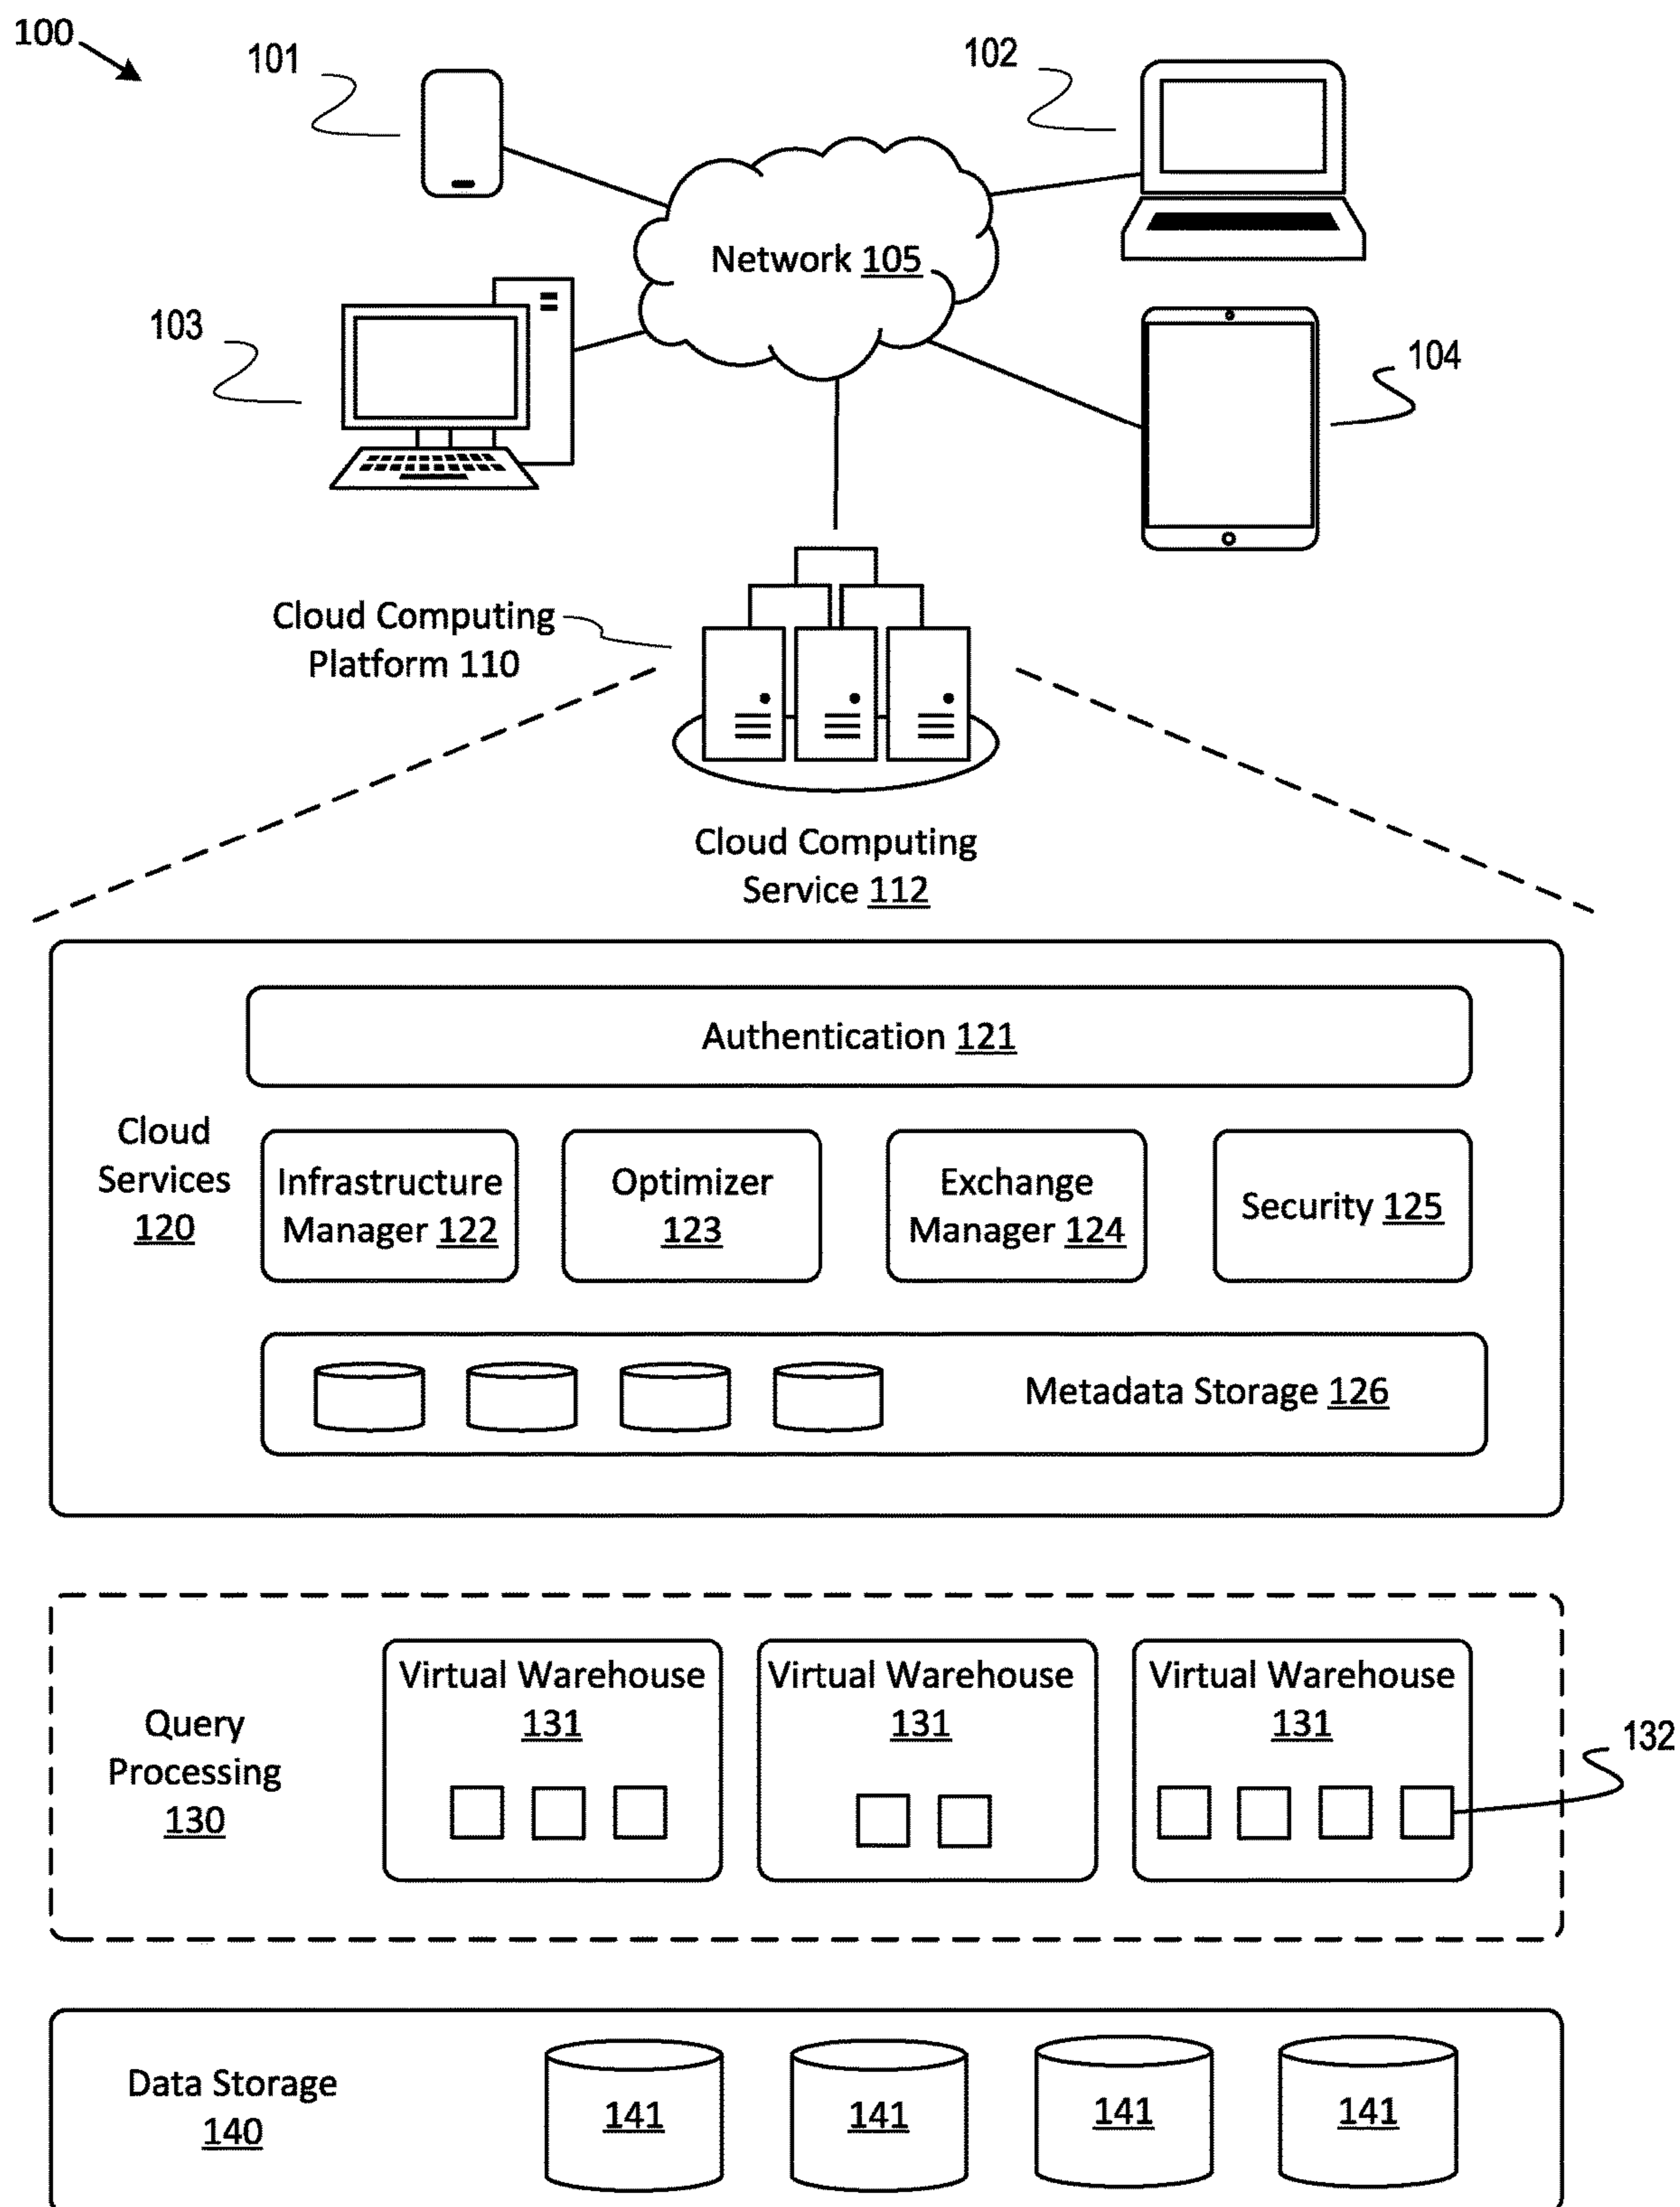 100
101
102
Network 105
103
104
Cloud Computing
Platform 110
Cloud Computing
Service 112
Authentication 121
Cloud
Services
120
Infrastructure
Manager 122
Optimizer
123
Exchange
Manager 124
Security 125
Metadata Storage 126
Query
Processing
130
Virtual Warehouse
131
Virtual Warehouse
131
Virtual Warehouse
131
132
Data Storage
140
141
141
141
141